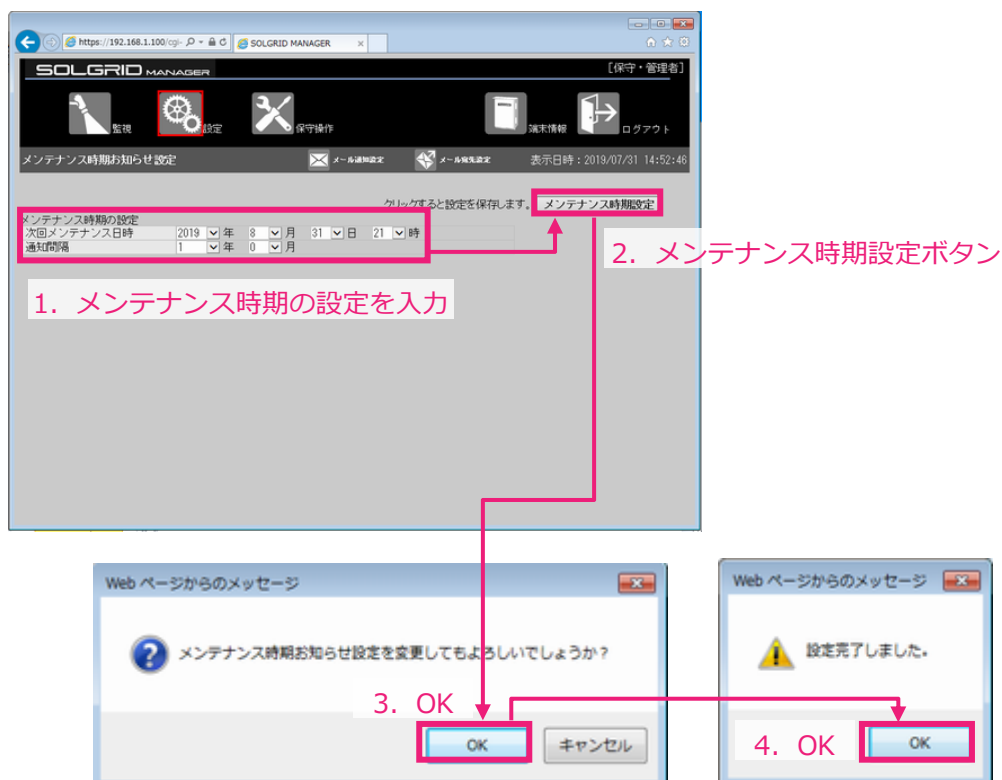 https://192.168.1.100/cgi-
SOLGRID MANAGER
SOLGRID MANAGER
[保守・管理者]
監視
設定
保守操作
端末情報
ログアウト
メンテナンス時期お知らせ設定
メール通知設定
メール宛先設定
表示日時：2019/07/31 14:52:46
クリックすると設定を保存します。
メンテナンス時期設定
メンテナンス時期の設定
次回メンテナンス日時 2019 年 8 月 31 日 21 時
通知間隔 1 年 0 月
2. メンテナンス時期設定ボタン
1. メンテナンス時期の設定を入力
Web ページからのメッセージ
メンテナンス時期お知らせ設定を変更してもよろしいでしょうか？
3. OK
OK
キャンセル
Web ページからのメッセージ
設定完了しました。
4. OK
OK